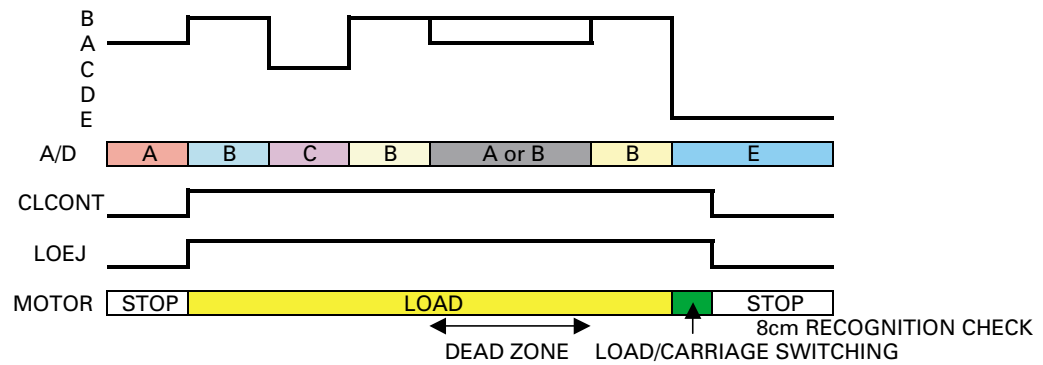 B
A
C
D
E
A/D A B C B A or B B E
CLCONT
LOEJ
MOTOR STOP LOAD STOP
8cm RECOGNITION CHECK
DEAD ZONE LOAD/CARRIAGE SWITCHING